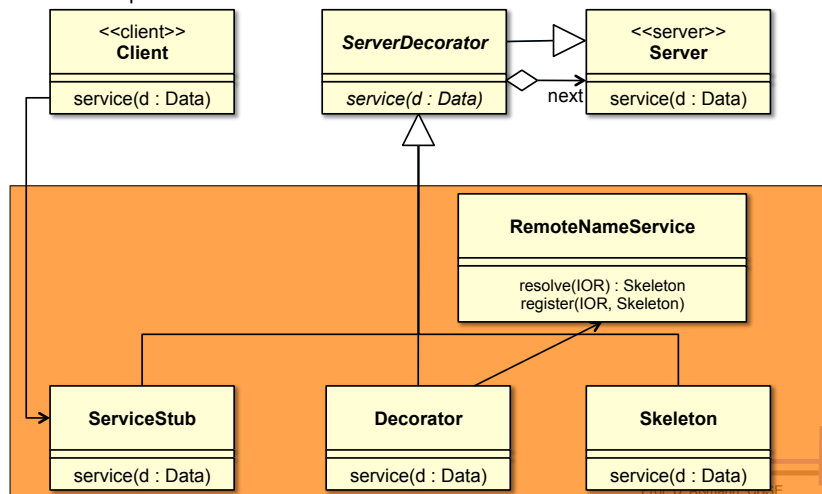 <<client>>
Client
service(d : Data)
ServerDecorator
service(d : Data)
next
<<server>>
Server
service(d : Data)
RemoteNameService
resolve(IOR) : Skeleton
register(IOR, Skeleton)
ServiceStub
service(d : Data)
Decorator
service(d : Data)
Skeleton
service(d : Data)